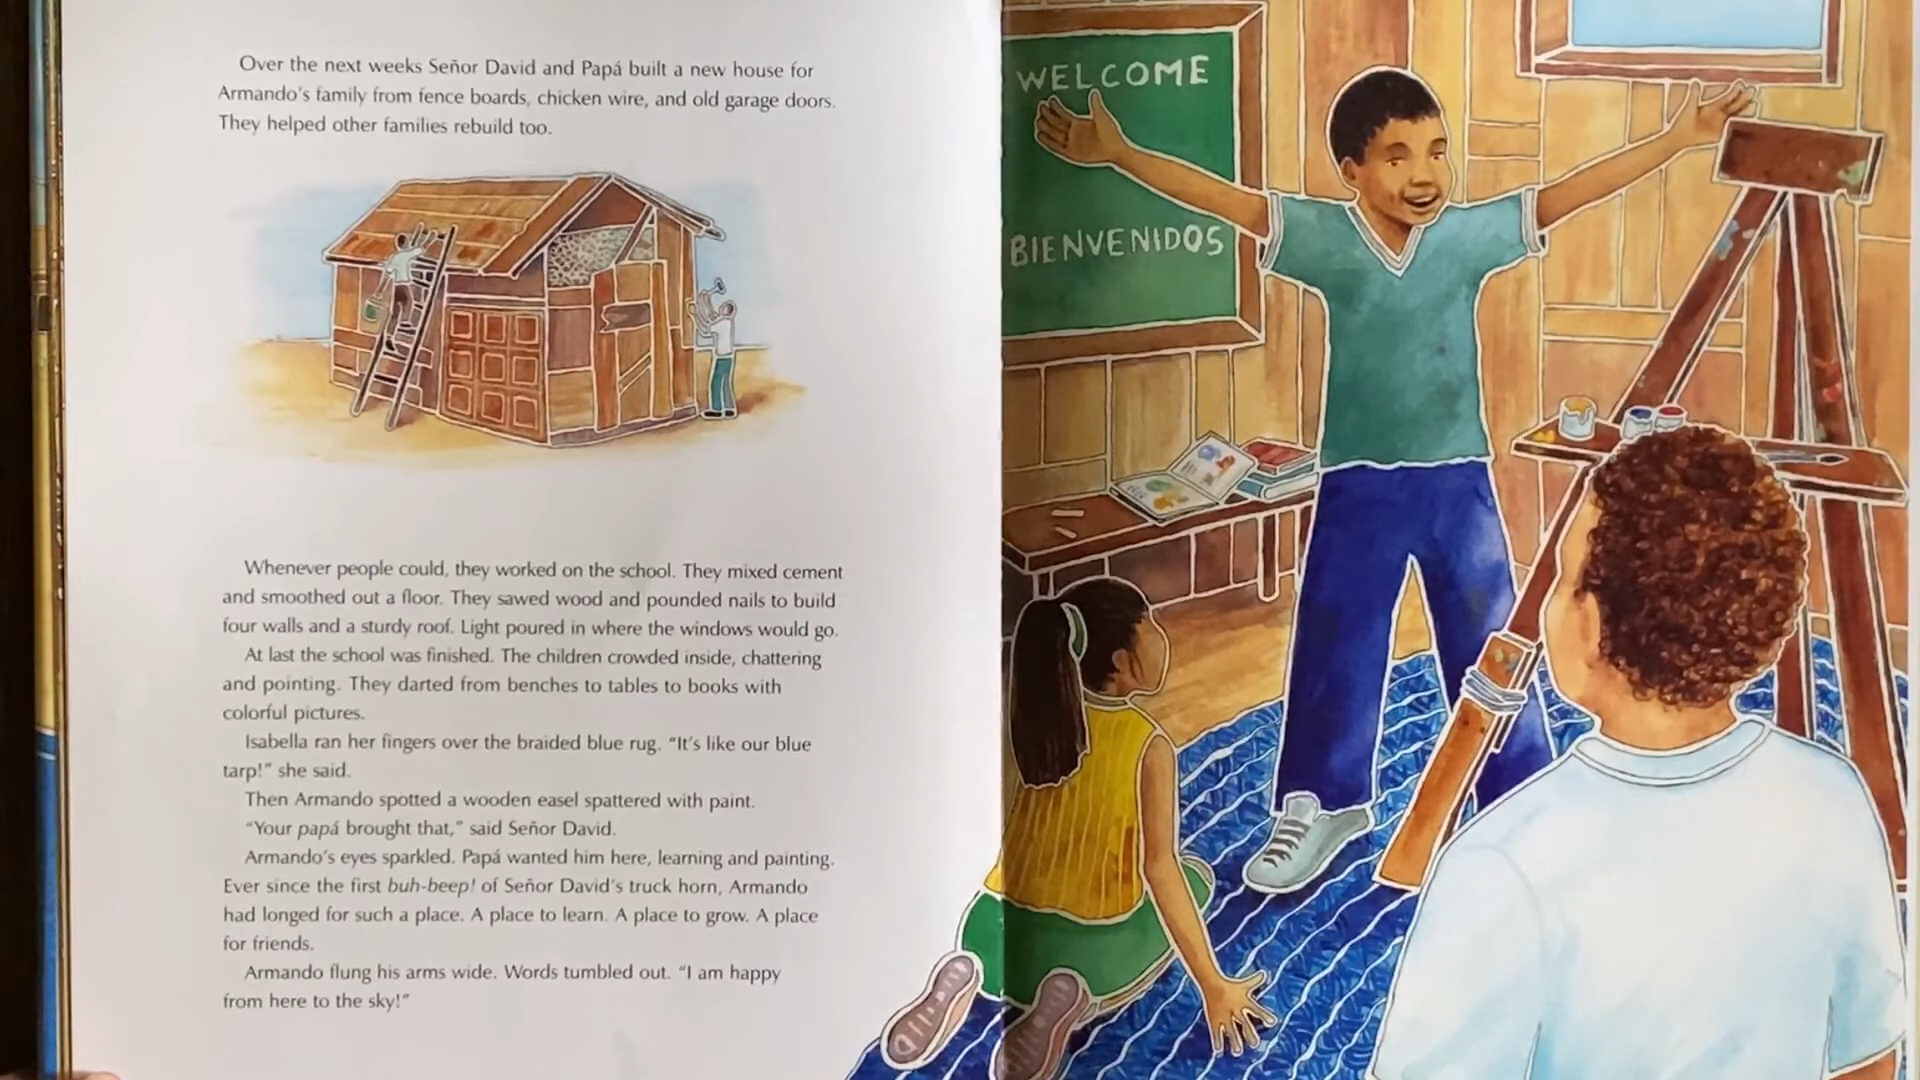 Over the next weeks Señor David and Papá built a new house for
Armando's family from fence boards, chicken wire, and old garage doors.
They helped other families rebuild too.
Whenever people could, they worked on the school. They mixed cement
and smoothed out a floor. They sawed wood and pounded nails to build
four walls and a sturdy roof. Light poured in where the windows would go.
At last the school was finished. The children crowded inside, chattering
and pointing. They darted from benches to tables to books with
colorful pictures.
Isabella ran her fingers over the braided blue rug. “It's like our blue
tarp!” she said.
Then Armando spotted a wooden easel spattered with paint.
“Your papá brought that,” said Señor David.
Armando's eyes sparkled. Papá wanted him here, learning and painting.
Ever since the first buh-beep! of Señor David's truck horn, Armando
had longed for such a place. A place to learn. A place to grow. A place
for friends.
Armando flung his arms wide. Words tumbled out. “I am happy
from here to the sky!”
WELCOME
BIENVENIDOS